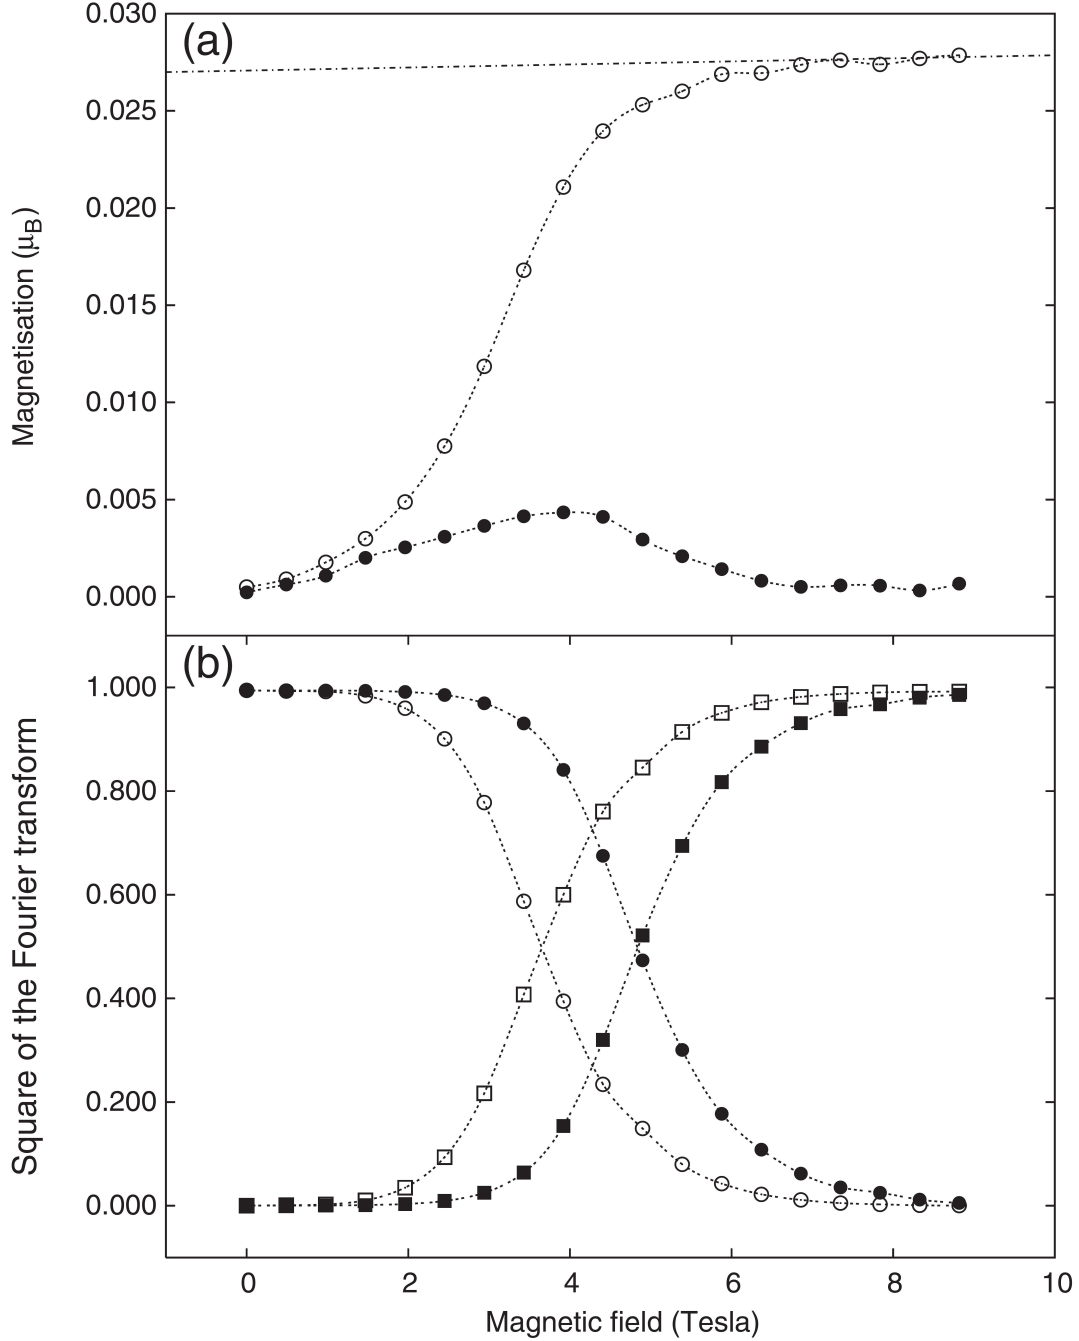 (a)
0.030
0.025
0.020
0.015
0.010
0.005
0.000
Magnetisation (μB)
(b)
1.000
0.800
0.600
0.400
0.200
0.000
Square of the Fourier transform
0 2 4 6 8 10
Magnetic field (Tesla)